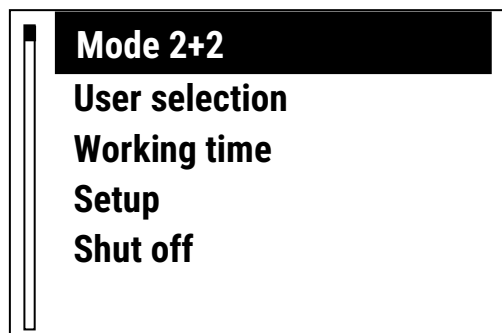 Mode 2+2
User selection
Working time
Setup
Shut off